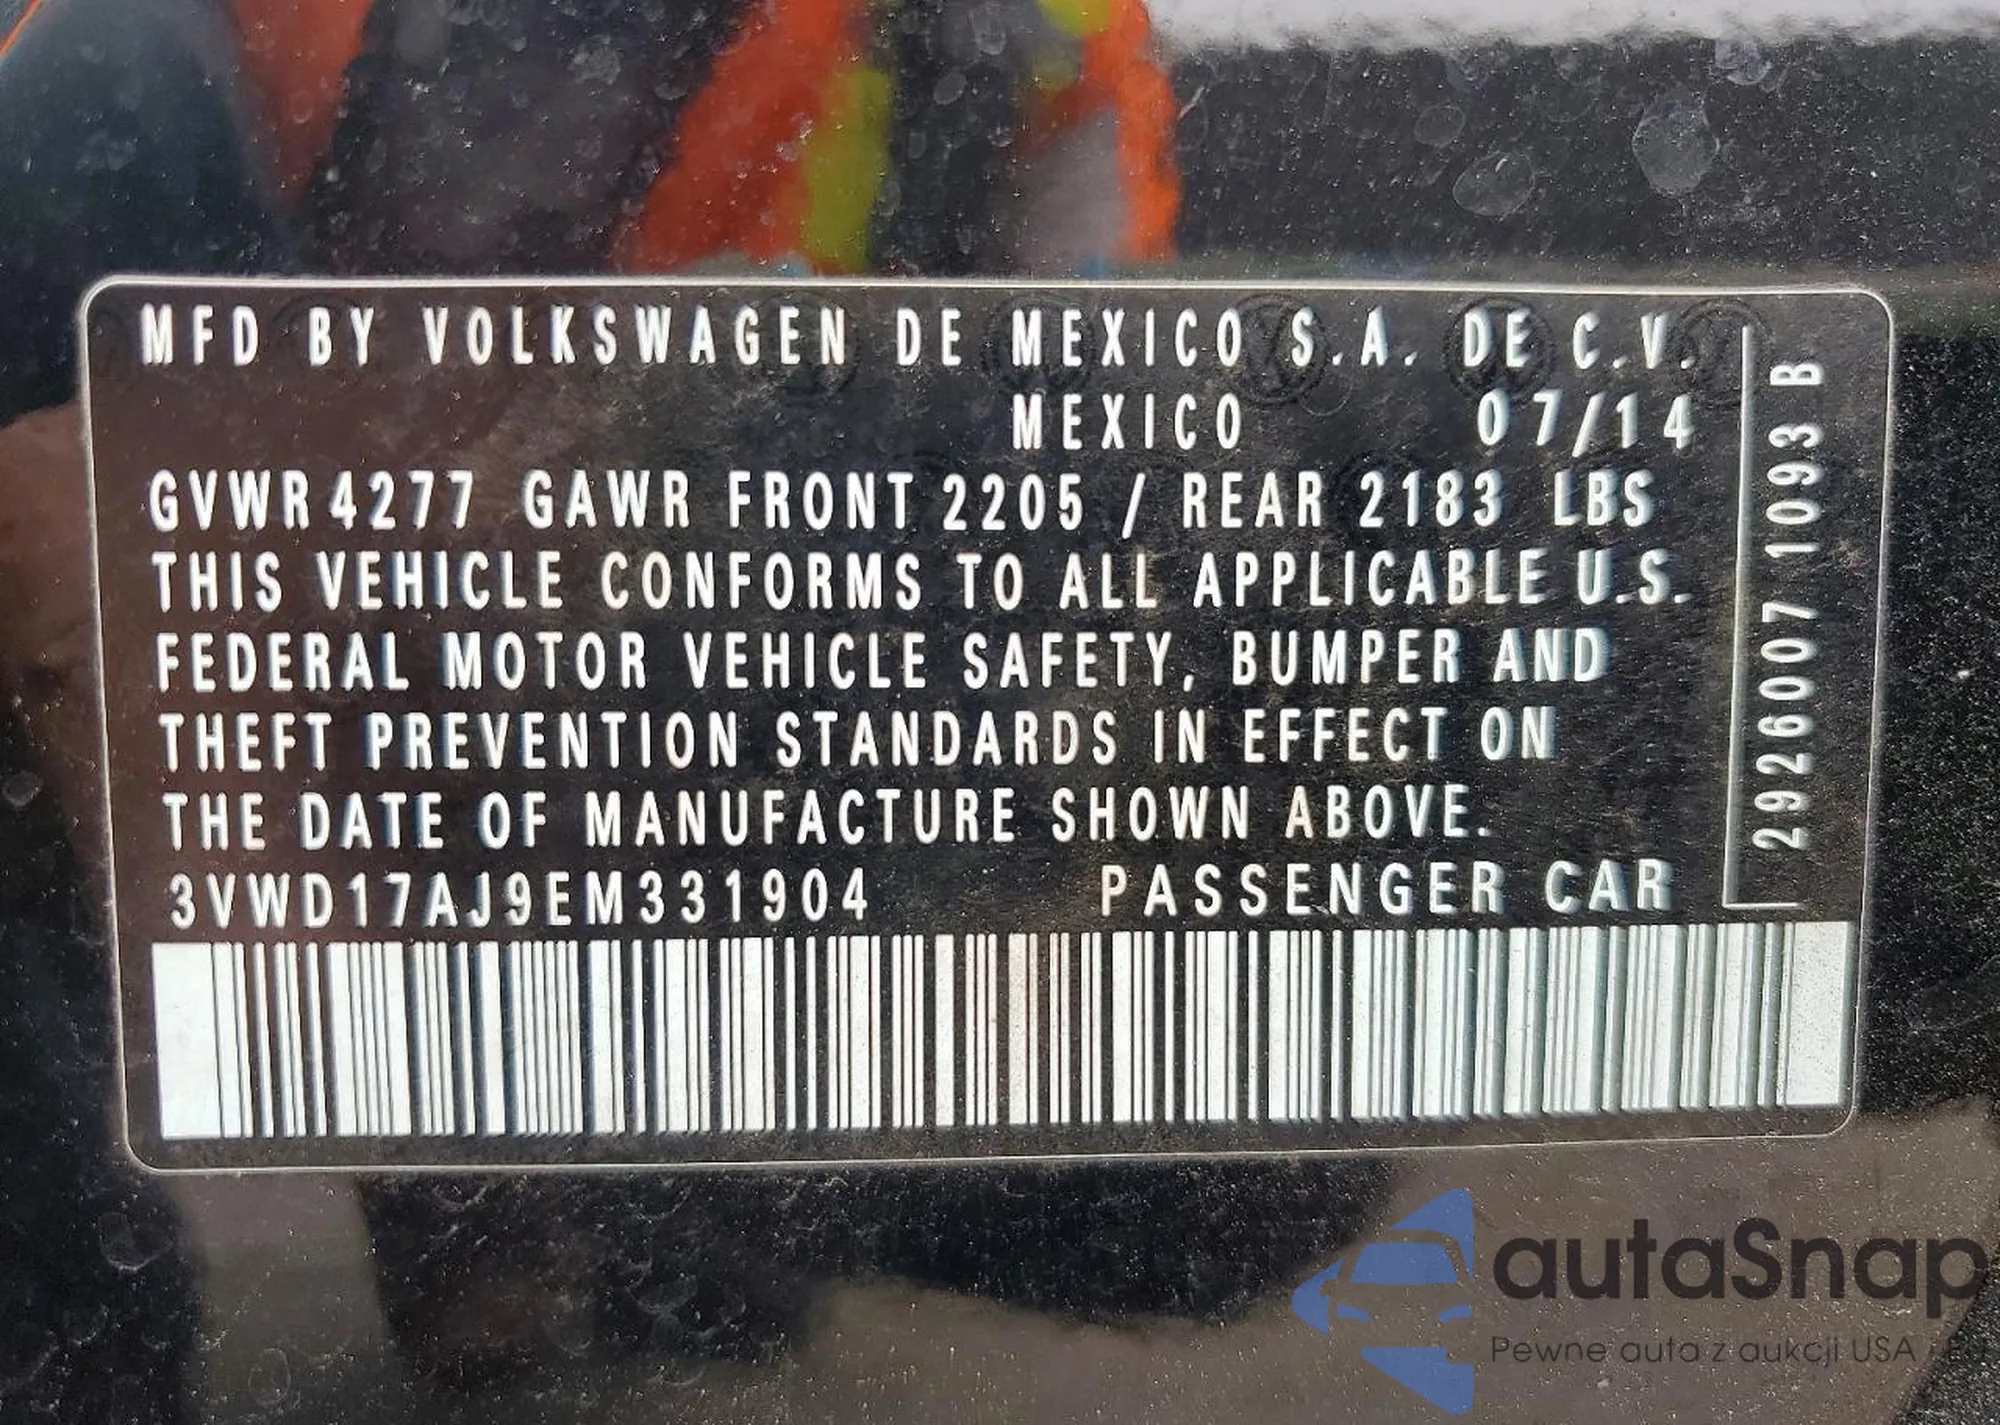 MFD BY VOLKSWAGEN DE MEXICO S.A. DE C.V.
MEXICO 07/14
GVWR 4277 GAWR FRONT 2205 / REAR 2183 LBS
THIS VEHICLE CONFORMS TO ALL APPLICABLE U.S.
FEDERAL MOTOR VEHICLE SAFETY, BUMPER AND
THEFT PREVENTION STANDARDS IN EFFECT ON
THE DATE OF MANUFACTURE SHOWN ABOVE.
3VWD17AJ9EM331904 PASSENGER CAR
2926007 1093 B
autaSnap
Pewne auta z aukcji USA